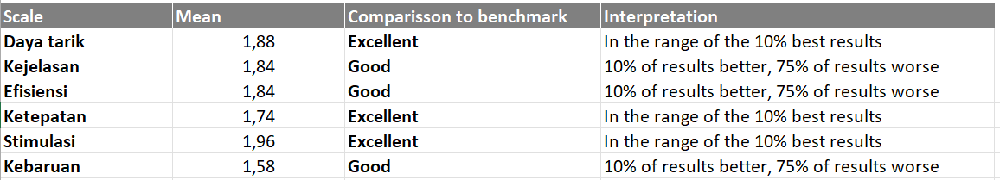 Scale Mean Comparisson to benchmark Interpretation
Daya tarik 1,88 Excellent In the range of the 10% best results
Kejelasan 1,84 Good 10% of results better, 75% of results worse
Efisiensi 1,84 Good 10% of results better, 75% of results worse
Ketepatan 1,74 Excellent In the range of the 10% best results
Stimulasi 1,96 Excellent In the range of the 10% best results
Kebaruan 1,58 Good 10% of results better, 75% of results worse